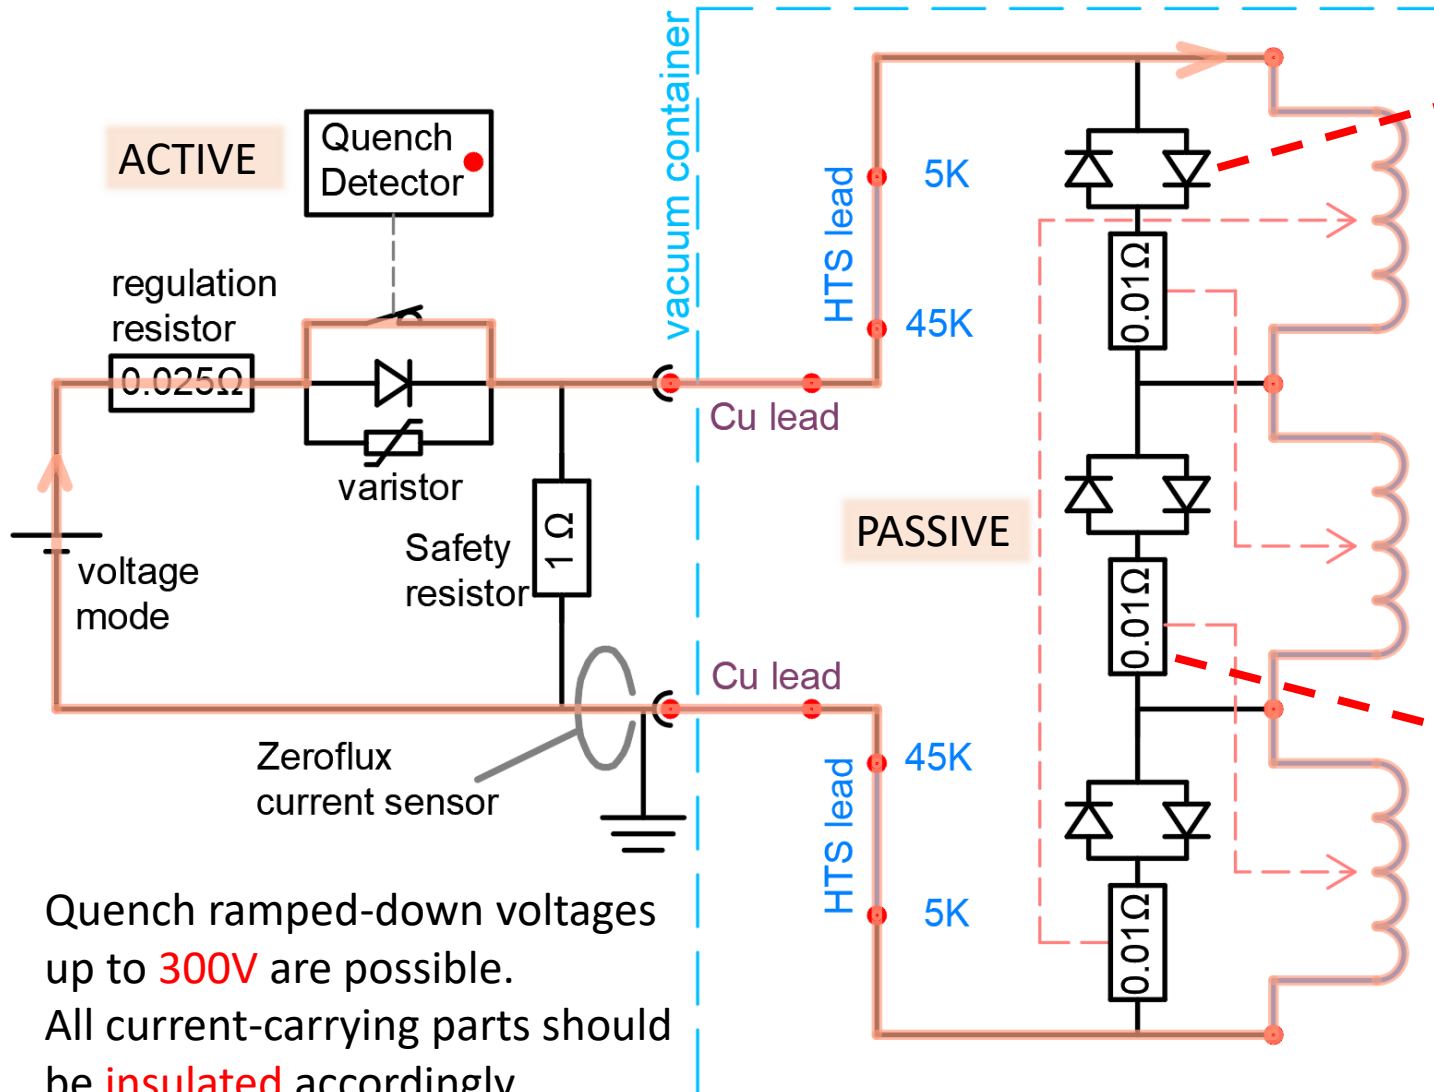 vacuum container
ACTIVE
Quench
Detector
regulation
resistor
0.025Ω
varistor
voltage
mode
Safety
resistor
1 Ω
Cu lead
Cu lead
Zeroflux
current sensor
HTS lead
5K
45K
PASSIVE
45K
HTS lead
5K
0.01Ω
0.01Ω
0.01Ω
Quench ramped-down voltages
up to 300V are possible.
All current-carrying parts should
be insulated accordingly